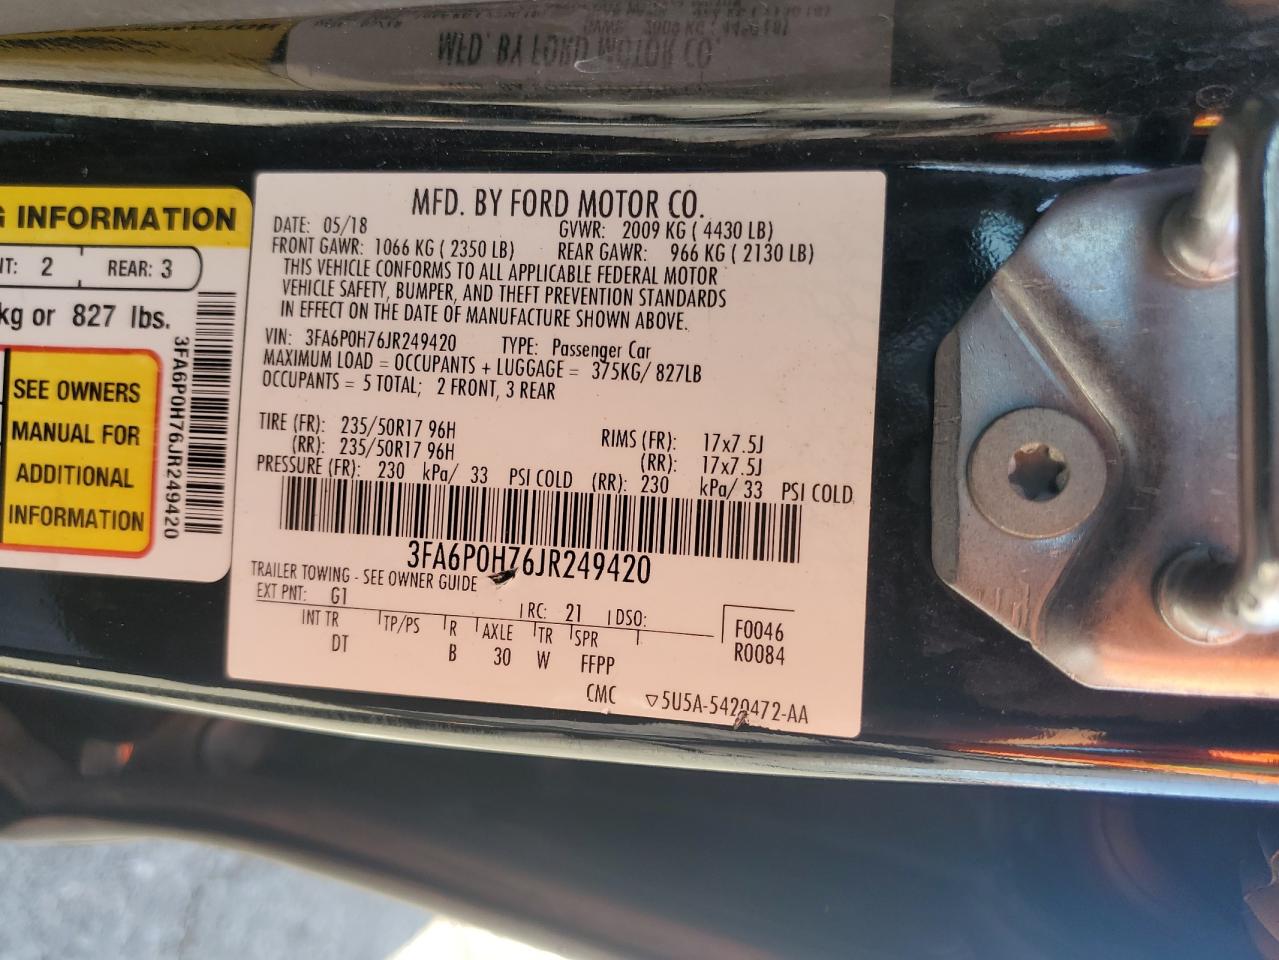 MFD. BY FORD MOTOR CO.
G INFORMATION
NT: 2 REAR: 3
kg or 827 lbs.
SEE OWNERS
MANUAL FOR
ADDITIONAL
INFORMATION
3FA6P0H76JR249420
MFD. BY FORD MOTOR CO.
DATE: 05/18 GVWR: 2009 KG ( 4430 LB)
FRONT GAWR: 1066 KG ( 2350 LB) REAR GAWR: 966 KG ( 2130 LB)
THIS VEHICLE CONFORMS TO ALL APPLICABLE FEDERAL MOTOR
VEHICLE SAFETY, BUMPER, AND THEFT PREVENTION STANDARDS
IN EFFECT ON THE DATE OF MANUFACTURE SHOWN ABOVE.
VIN: 3FA6P0H76JR249420 TYPE: Passenger Car
MAXIMUM LOAD = OCCUPANTS + LUGGAGE = 375KG/ 827LB
OCCUPANTS = 5 TOTAL; 2 FRONT, 3 REAR
TIRE (FR): 235/50R17 96H RIMS (FR): 17x7.5J
(RR): 235/50R17 96H (RR): 17x7.5J
PRESSURE (FR): 230 kPa/ 33 PSI COLD (RR): 230 kPa/ 33 PSI COLD
3FA6P0H76JR249420
TRAILER TOWING - SEE OWNER GUIDE
EXT PNT: G1 RC: 21 DSO:
INT TR TP/PS R AXLE TR SPR F0046
DT B 30 W FFPP R0084
CMC ▽5U5A-5420472-AA